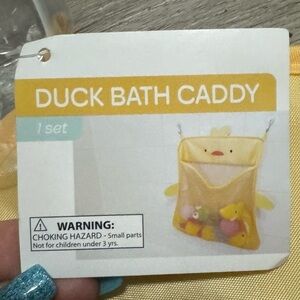 DUCK BATH CADDY
1 set
WARNING:
CHOKING HAZARD - Small parts
Not for children under 3 yrs.